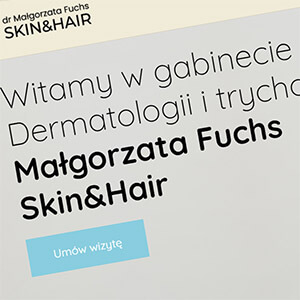 dr Małgorzata Fuchs
SKIN&HAIR
Witamy w gabinecie
Dermatologii i trycho
Małgorzata Fuchs
Skin&Hair
Umów wizytę